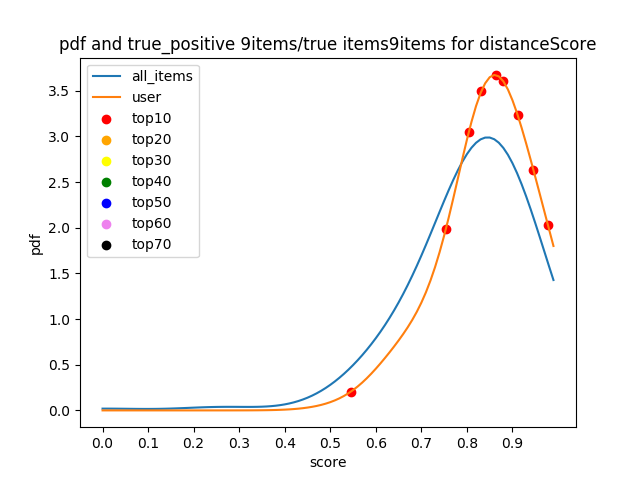 pdf and true_positive 9items/true items9items for distanceScore
all_items
user
top10
top20
top30
top40
top50
top60
top70
pdf
3.5
3.0
2.5
2.0
1.5
1.0
0.5
0.0
0.0 0.1 0.2 0.3 0.4 0.5 0.6 0.7 0.8 0.9
score